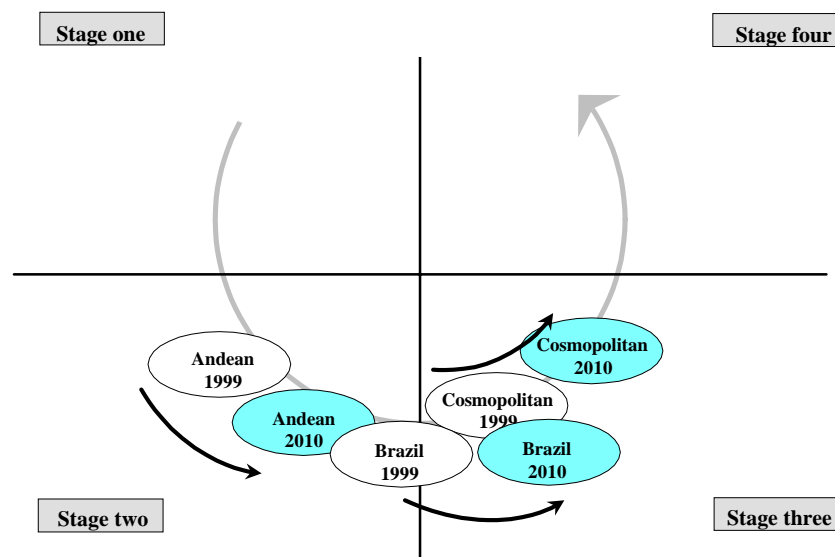 Stage one
Stage four
Andean
1999
Cosmopolitan
2010
Cosmopolitan
1999
Andean
2010
Brazil
1999
Brazil
2010
Stage two
Stage three